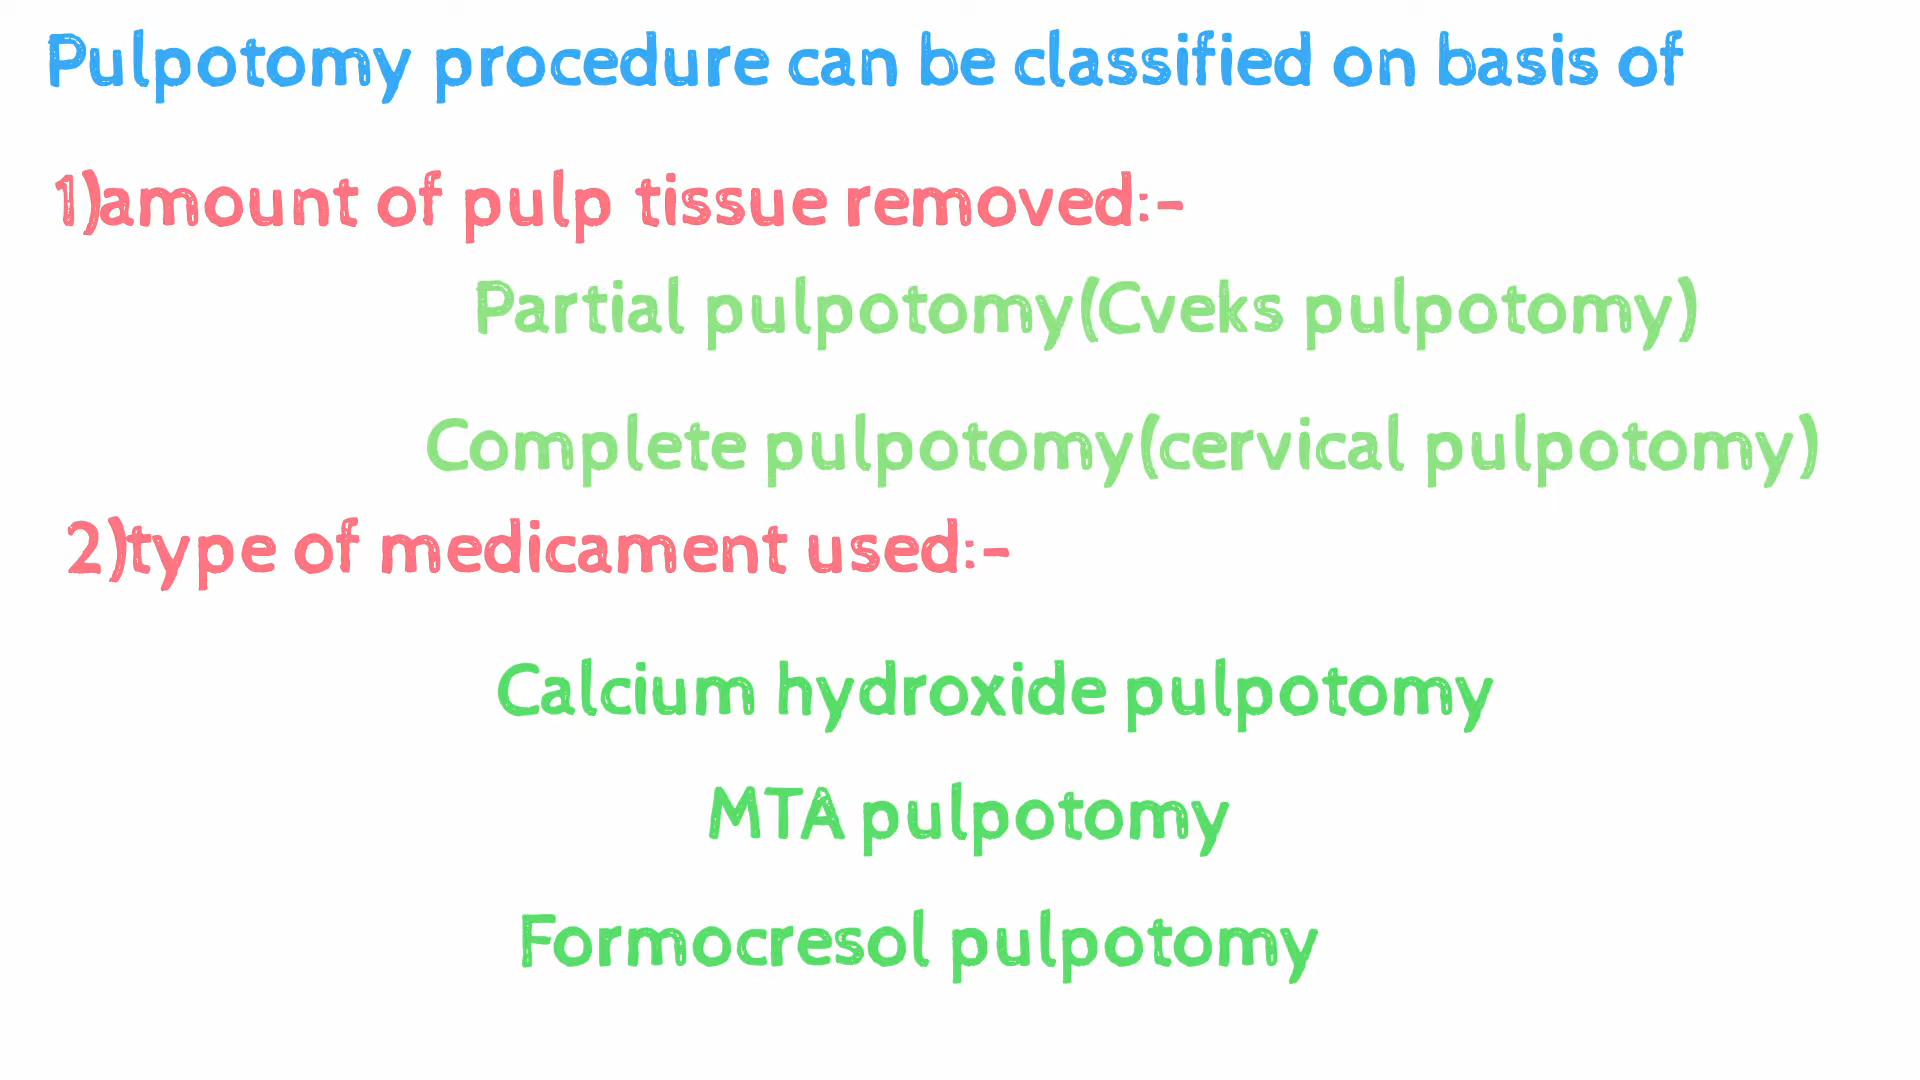 Pulpotomy procedure can be classified on basis of
1)amount of pulp tissue removed:-
Partial pulpotomy(Cveks pulpotomy)
Complete pulpotomy(cervical pulpotomy)
2)type of medicament used:-
Calcium hydroxide pulpotomy
MTA pulpotomy
Formocresol pulpotomy